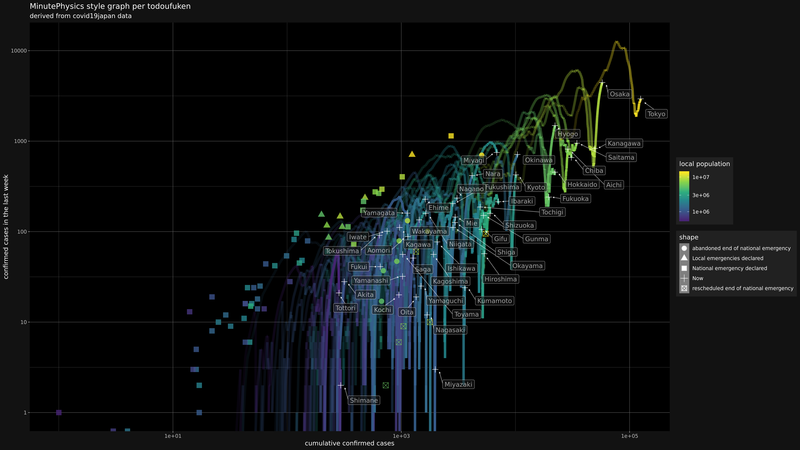 MinutePhysics style graph per todoufuken
derived from covid19japan data
confirmed cases in the last week
10000
1000
100
10
1
Osaka
Tokyo
Hyogo
Kanagawa
Saitama
Miyagi
Okinawa
Chiba
Nara
Aichi
Hokkaido
Nagano
Fukushima
Kyoto
Fukuoka
Ibaraki
Ehime
Tochigi
Yamagata
Mie
Shizuoka
Wakayama
Iwate
Gifu
Gunma
Kagawa
Niigata
Tokushima
Aomori
Shiga
Fukui
Saga
Ishikawa
Okayama
Yamanashi
Kagoshima
Hiroshima
Akita
Yamaguchi
Kumamoto
Tottori
Kochi
Oita
Toyama
Nagasaki
Miyazaki
Shimane
1e+01
1e+03
1e+05
cumulative confirmed cases
local population
1e+07
3e+06
1e+06
shape
abandoned end of national emergency
Local emergencies declared
National emergency declared
Now
rescheduled end of national emergency